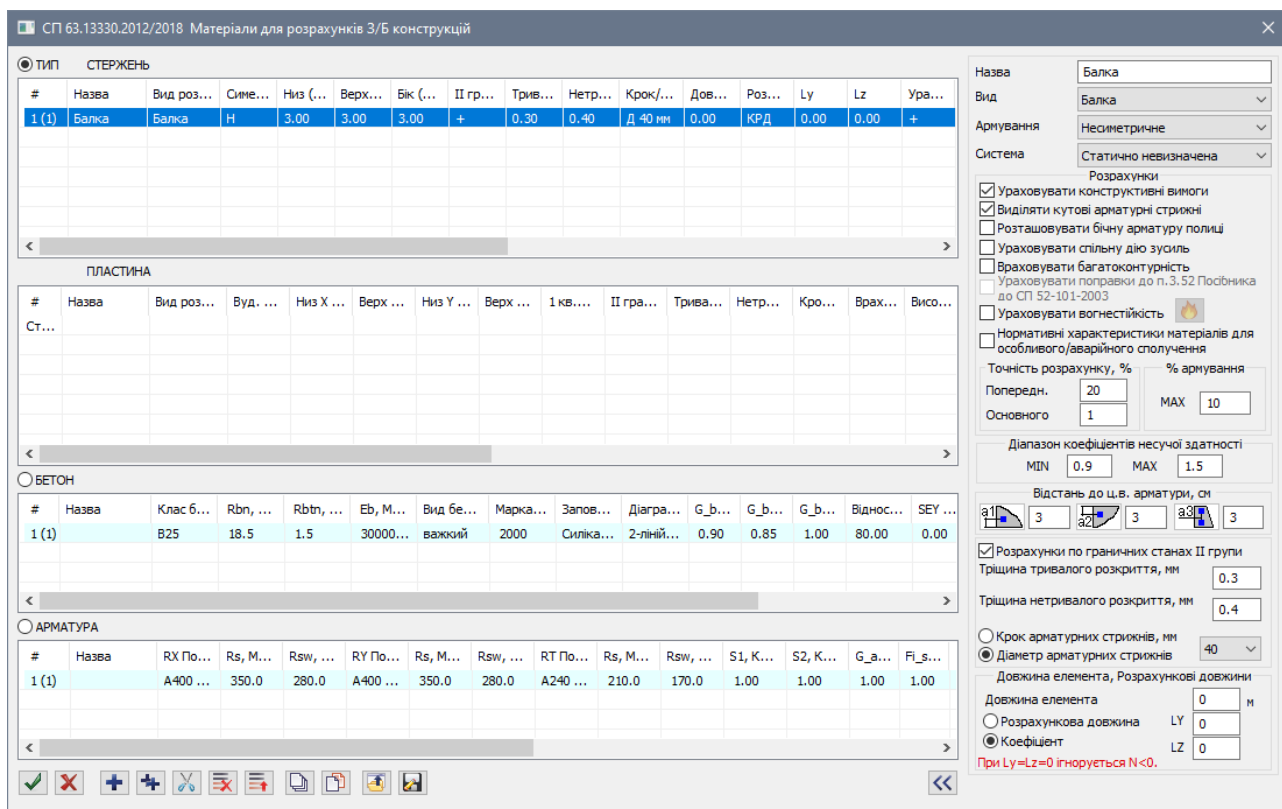 СП 63.13330.2012/2018 Матеріали для розрахунків З/Б конструкцій
ТИП СТЕРЖЕНЬ
# Назва Вид роз... Симе... Низ (... Верх... Бік (... II гр... Трив... Нетр... Крок/... Дов... Роз... Ly Lz Ура...
1 (1) Балка Балка Н 3.00 3.00 3.00 + 0.30 0.40 Д 40 мм 0.00 КРД 0.00 0.00 +
ПЛАСТИНА
# Назва Вид роз... Вуд. ... Низ X ... Верх ... Низ Y ... Верх ... 1 кв.... II гра... Трива... Нетр... Кро... Врах... Висо...
Ст...
БЕТОН
# Назва Клас б... Rbn, ... Rbtn, ... Eb, М... Вид бе... Марка... Запов... Діагра... G_b... G_b... G_b... Віднос... SEY ...
1 (1) B25 18.5 1.5 30000... важкий 2000 Силіка... 2-ліній... 0.90 0.85 1.00 80.00 0.00
АРМАТУРА
# Назва RX По... Rs, М... Rsw, ... RY По... Rs, М... Rsw, ... RT По... Rs, М... Rsw, ... S1, К... S2, К... G_a... Fi_s...
1 (1) A400 ... 350.0 280.0 A400 ... 350.0 280.0 A240 ... 210.0 170.0 1.00 1.00 1.00 1.00
Назва Балка
Вид Балка
Армування Несиметричне
Система Статично невизначена
Розрахунки
Ураховувати конструктивні вимоги
Виділяти кутові арматурні стрижні
Розташовувати бічну арматуру полиці
Ураховувати спільну дію зусиль
Враховувати багатоконтурність
Ураховувати поправки до п.3.52 Посібника
до СП 52-101-2003
Ураховувати вогнестійкість
Нормативні характеристики матеріалів для
особливого/аварійного сполучення
Точність розрахунку, % % армування
Попередн. 20
MAX 10
Основного 1
Діапазон коефіцієнтів несучої здатності
MIN 0.9 MAX 1.5
Відстань до ц.в. арматури, см
a1 3 a2 3 a3 3
Розрахунки по граничних станах II групи
Тріщина тривалого розкриття, мм
0.3
Тріщина нетривалого розкриття, мм
0.4
Крок арматурних стрижнів, мм
Діаметр арматурних стрижнів 40
Довжина елемента, Розрахункові довжини
Довжина елемента 0 м
Розрахункова довжина LY 0
Коефіцієнт LZ 0
При Ly=Lz=0 ігнорується N<0.